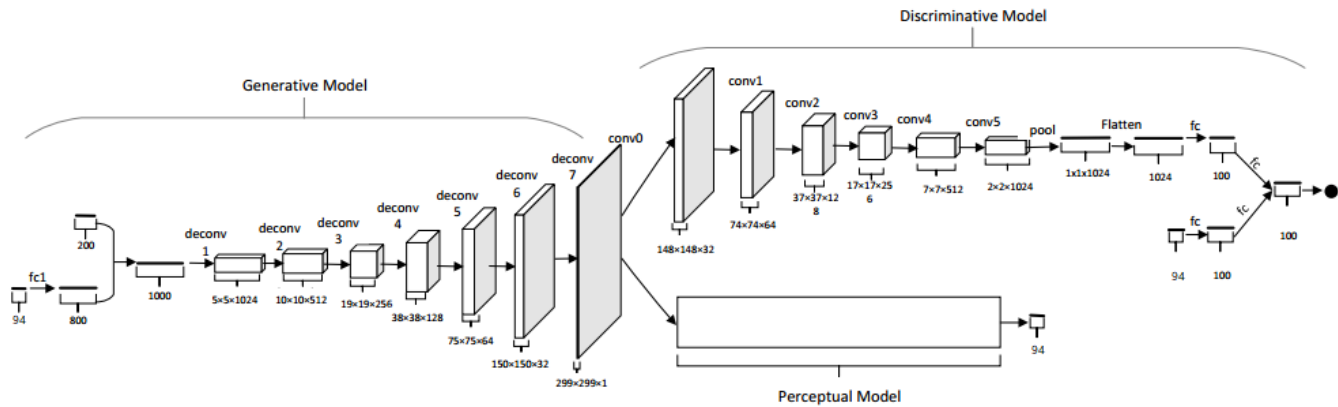 Discriminative Model
Generative Model
94
fc1
800
200
1000
deconv
1
5×5×1024
deconv
2
10×10×512
deconv
3
19×19×256
deconv
4
38×38×128
deconv
5
75×75×64
deconv
6
150×150×32
deconv
7
299×299×1
conv0
148×148×32
conv1
74×74×64
conv2
37×37×12
8
conv3
17×17×25
6
conv4
7×7×512
conv5
2×2×1024
pool
1x1x1024
Flatten
1024
fc
100
fc
94
fc
100
fc
100
94
Perceptual Model